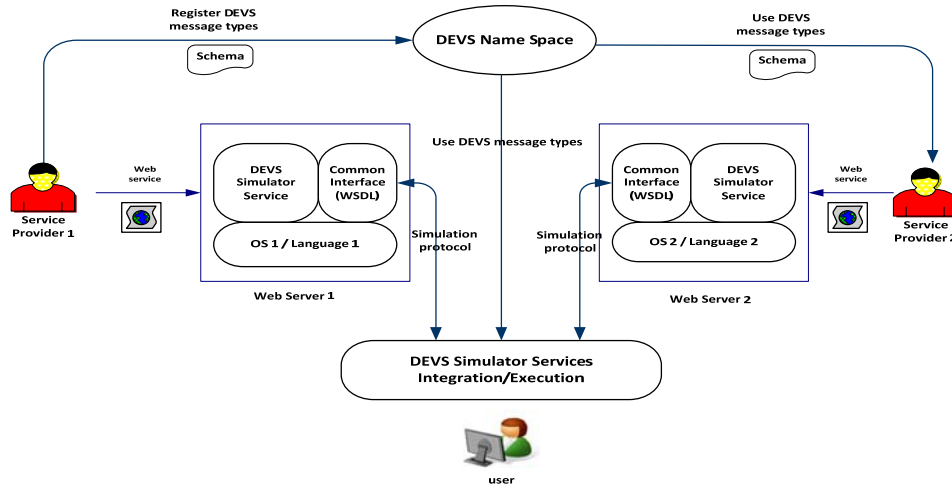 Register DEVS
message types
Schema
DEVS Name Space
Use DEVS
message types
Schema
Use DEVS message types
Web
service
Service
Provider 1
DEVS
Simulator
Service
Common
Interface
(WSDL)
OS 1 / Language 1
Web Server 1
Simulation
protocol
Simulation
protocol
Common
Interface
(WSDL)
DEVS
Simulator
Service
OS 2 / Language 2
Web Server 2
Web
service
Service
Provider 2
DEVS Simulator Services
Integration/Execution
user